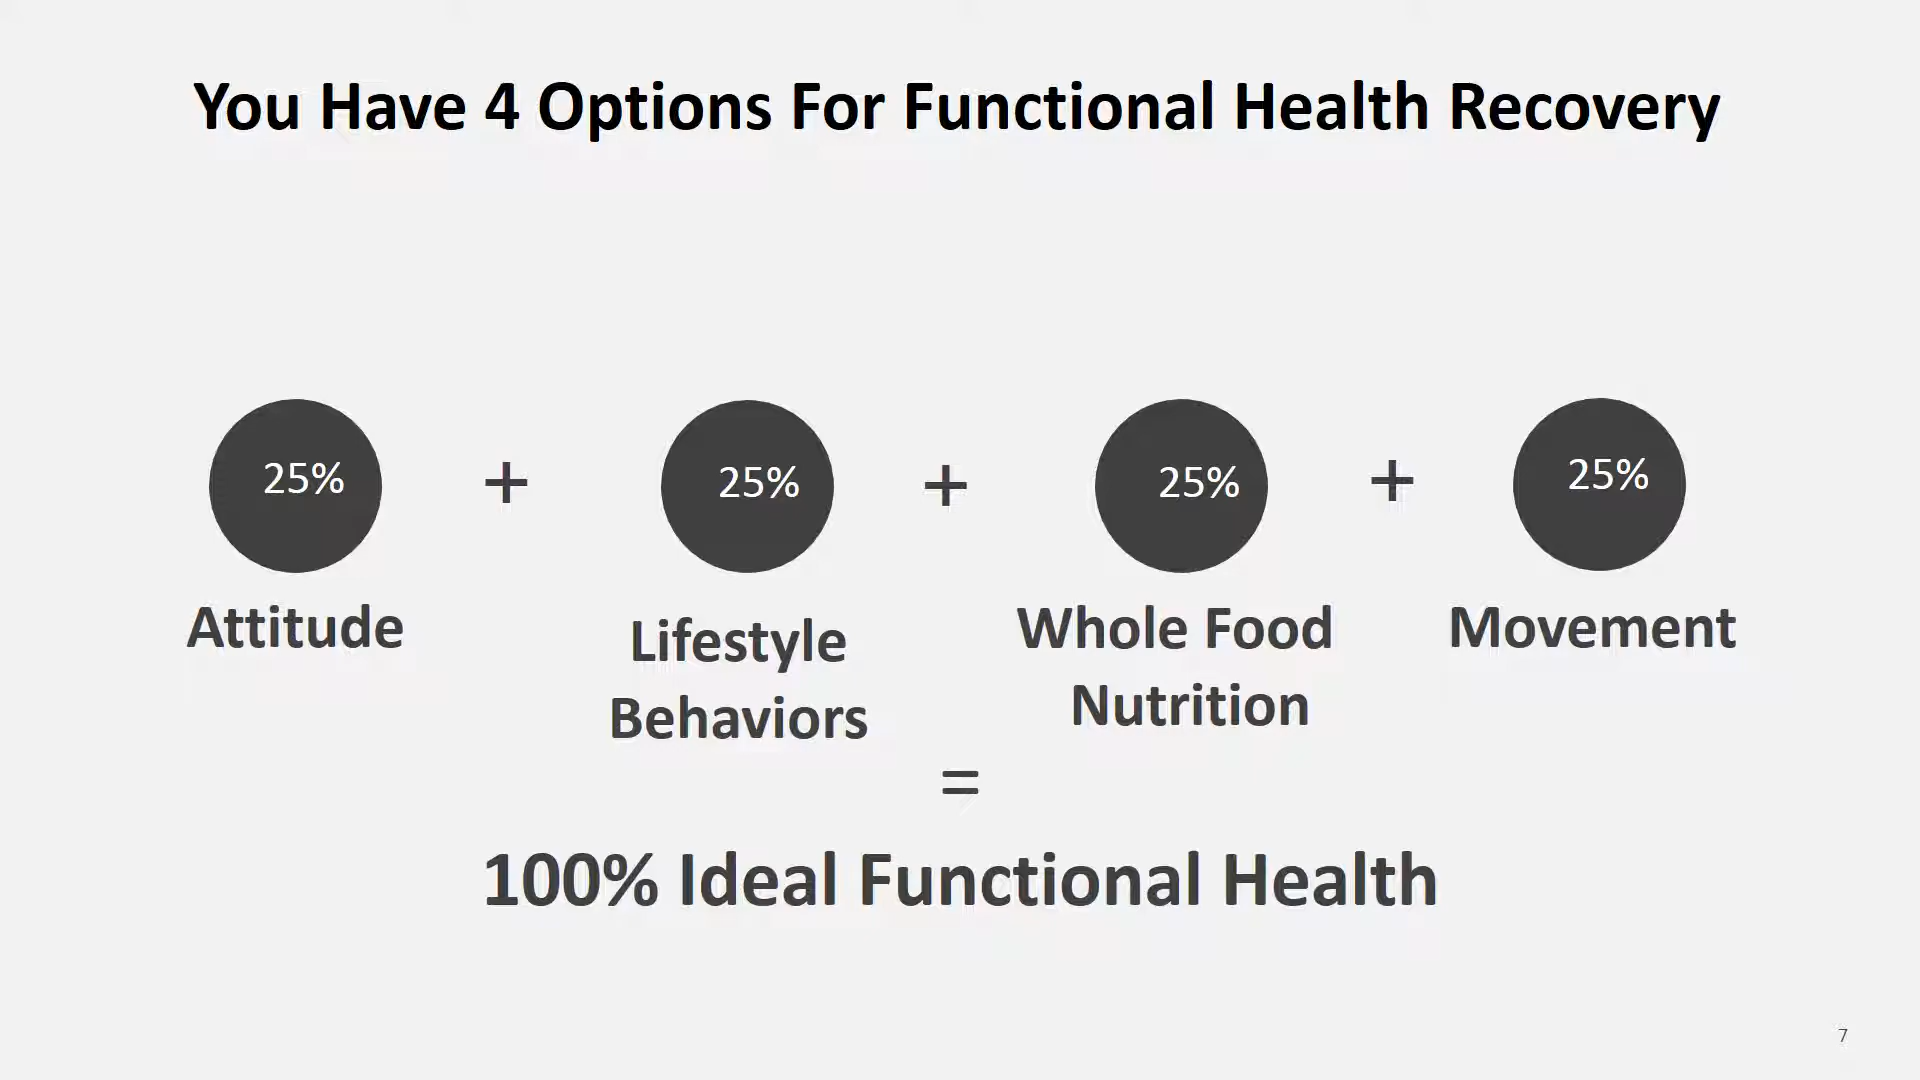 You Have 4 Options For Functional Health Recovery
25% + 25% + 25% + 25%
Attitude
Lifestyle
Behaviors
Whole Food
Nutrition
Movement
=
100% Ideal Functional Health
7